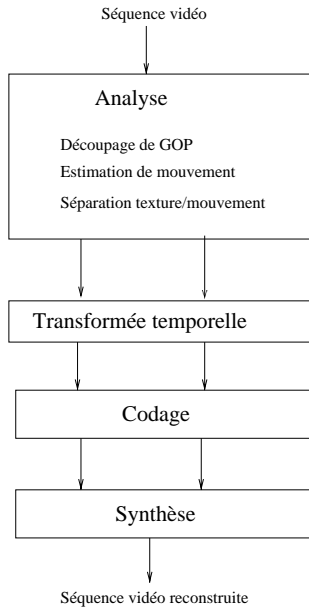 Séquence vidéo
Analyse
Découpage de GOP
Estimation de mouvement
Séparation texture/mouvement
Transformée temporelle
Codage
Synthèse
Séquence vidéo reconstruite